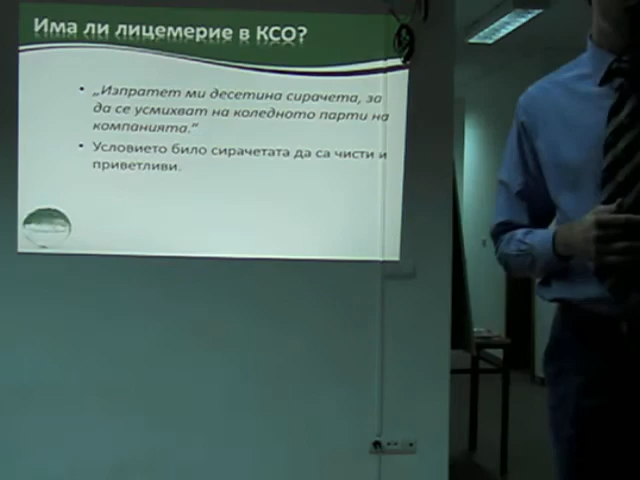 Има ли лицемерие в КСО?
• „Изпратет ми десетина сирачета, за
да се усмихват на коледното парти на
компанията."
• Условието било сирачетата да са чисти и
приветливи.